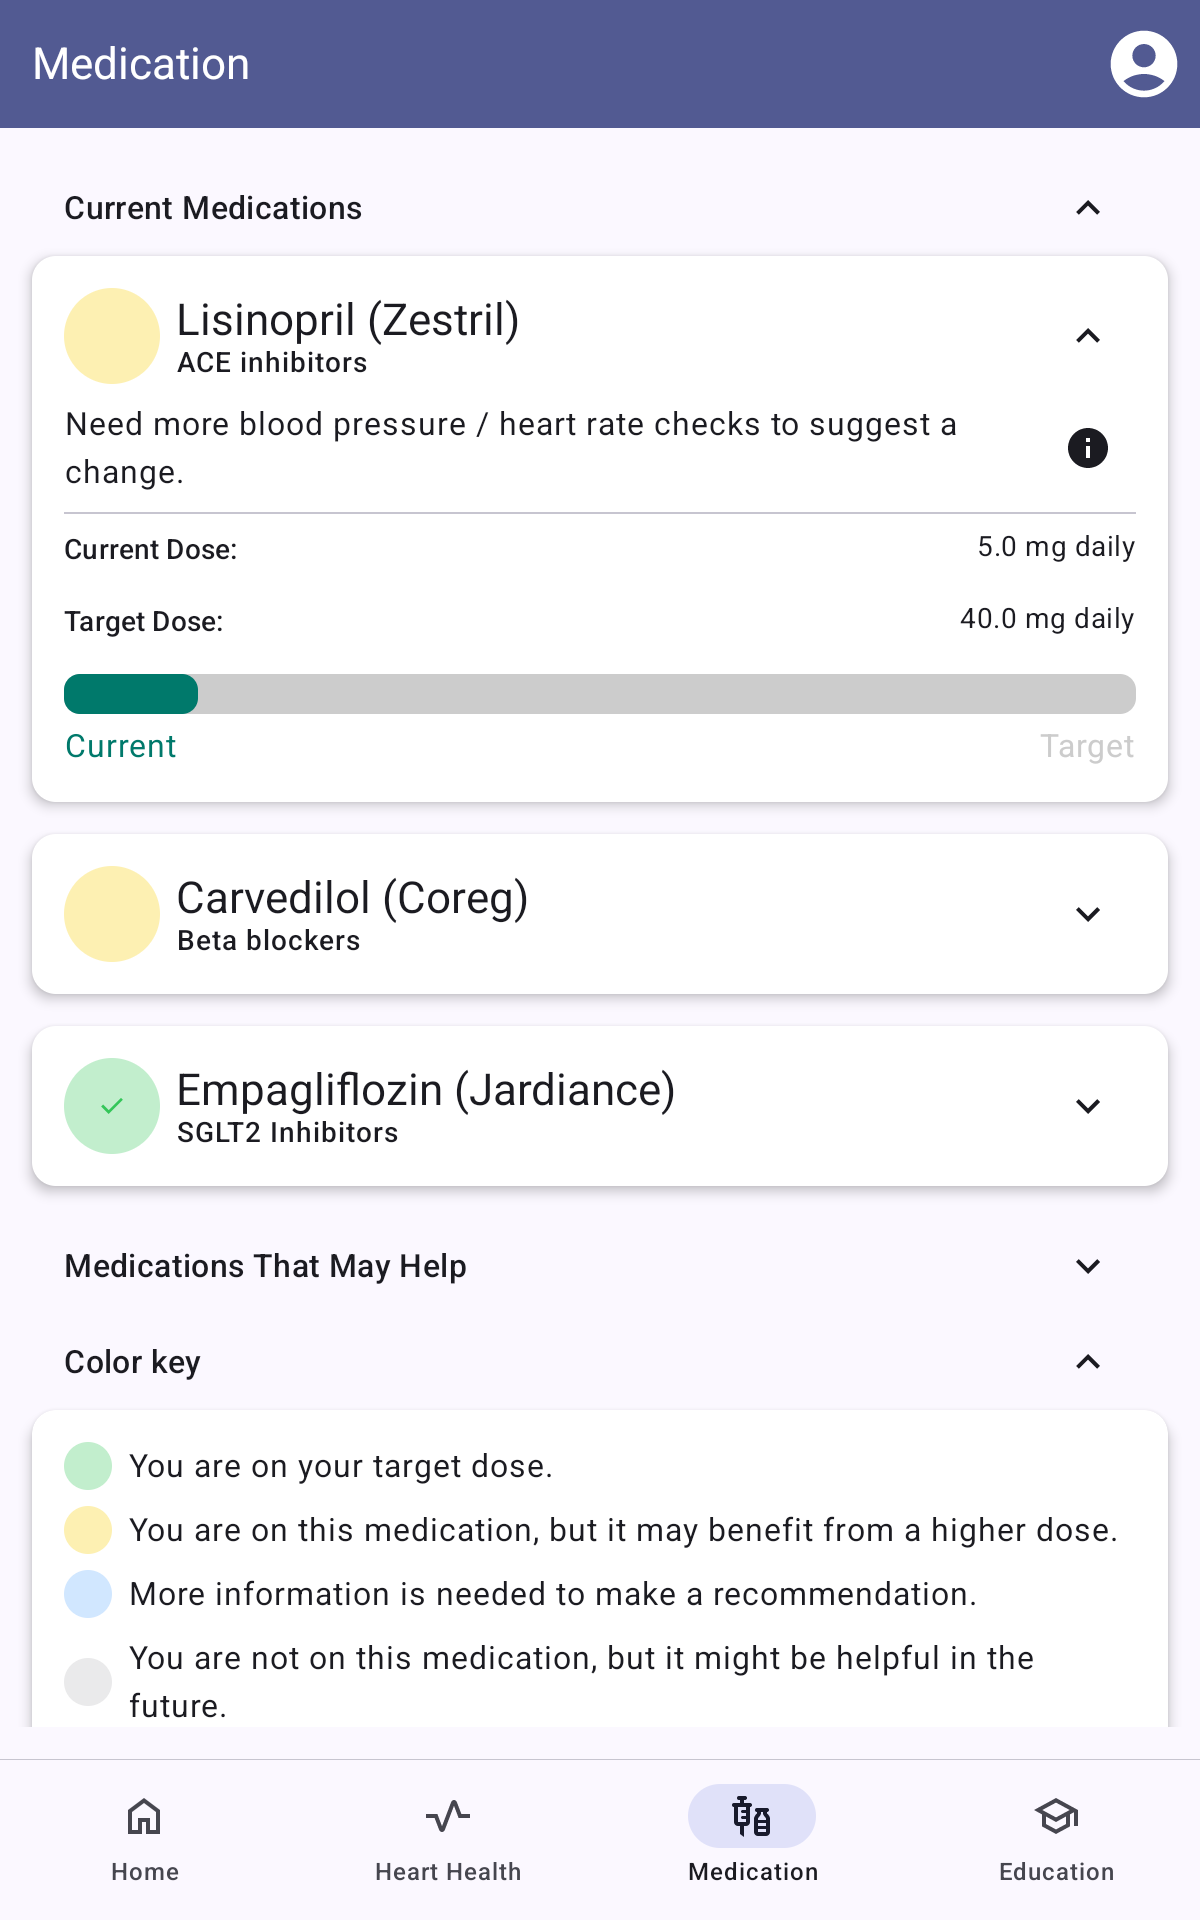 Medication
Current Medications
Lisinopril (Zestril)
ACE inhibitors
Need more blood pressure / heart rate checks to suggest a
change.
Current Dose:
5.0 mg daily
Target Dose:
40.0 mg daily
Current
Target
Carvedilol (Coreg)
Beta blockers
Empagliflozin (Jardiance)
SGLT2 Inhibitors
Medications That May Help
Color key
You are on your target dose.
You are on this medication, but it may benefit from a higher dose.
More information is needed to make a recommendation.
You are not on this medication, but it might be helpful in the
future.
Home
Heart Health
Medication
Education